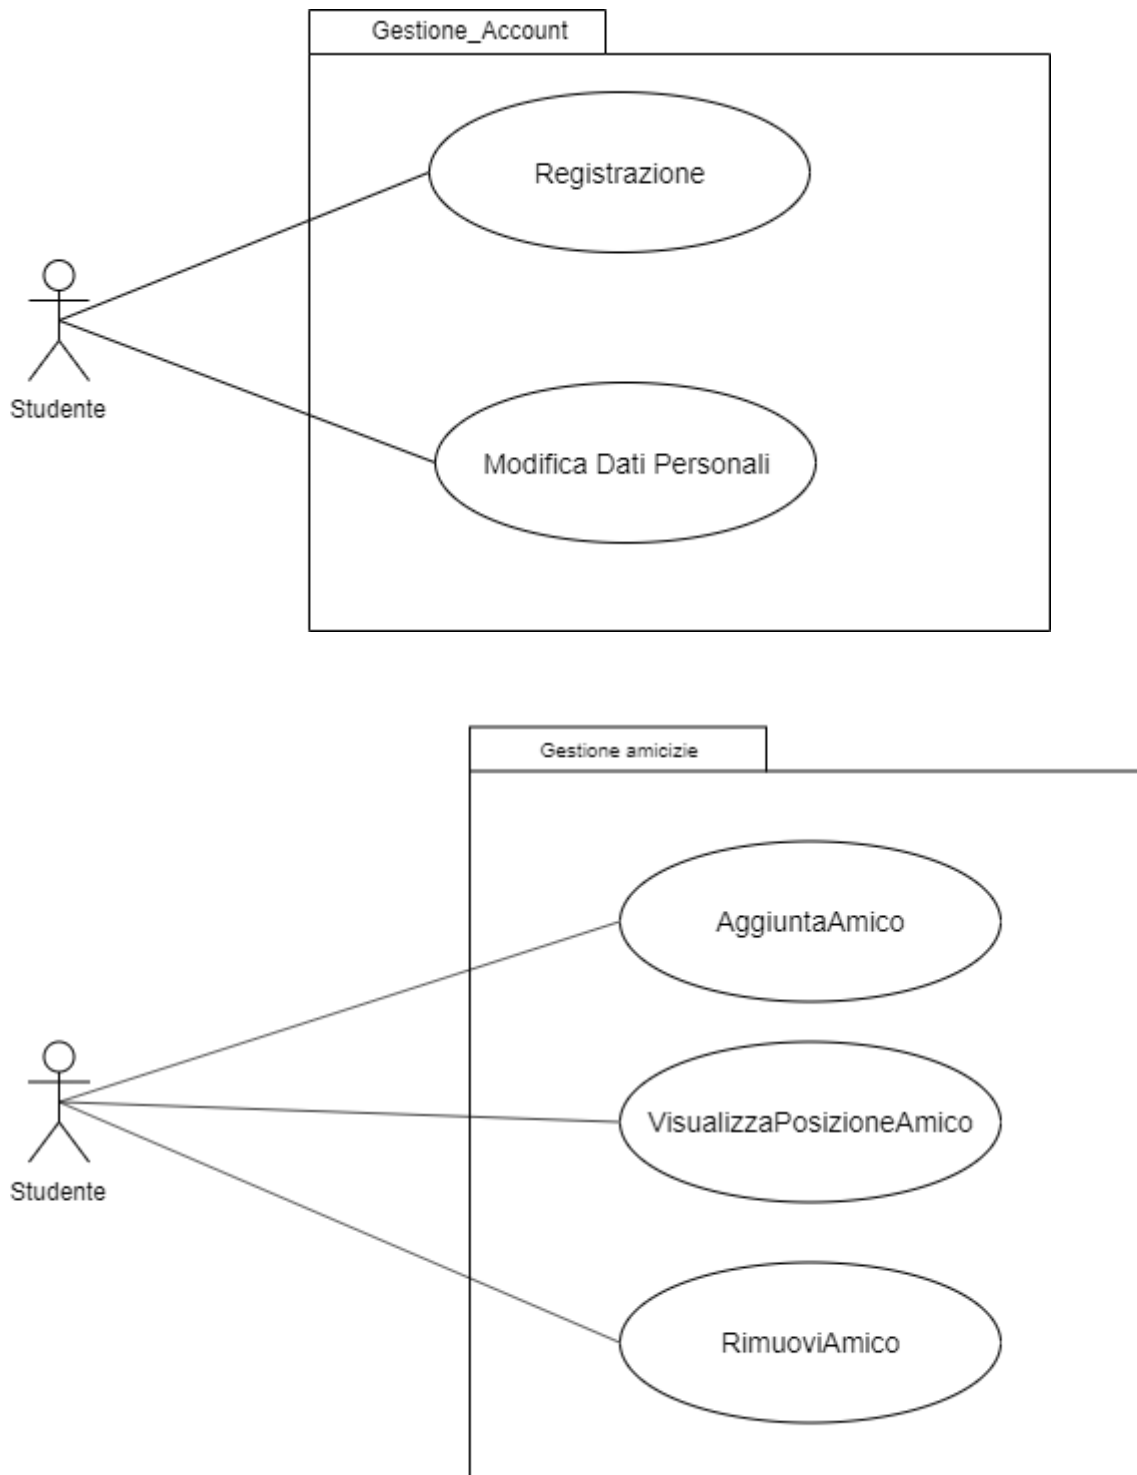 Gestione_Account
Registrazione
Studente
Modifica Dati Personali
Gestione amicizie
AggiuntaAmico
VisualizzaPosizioneAmico
Studente
RimuoviAmico